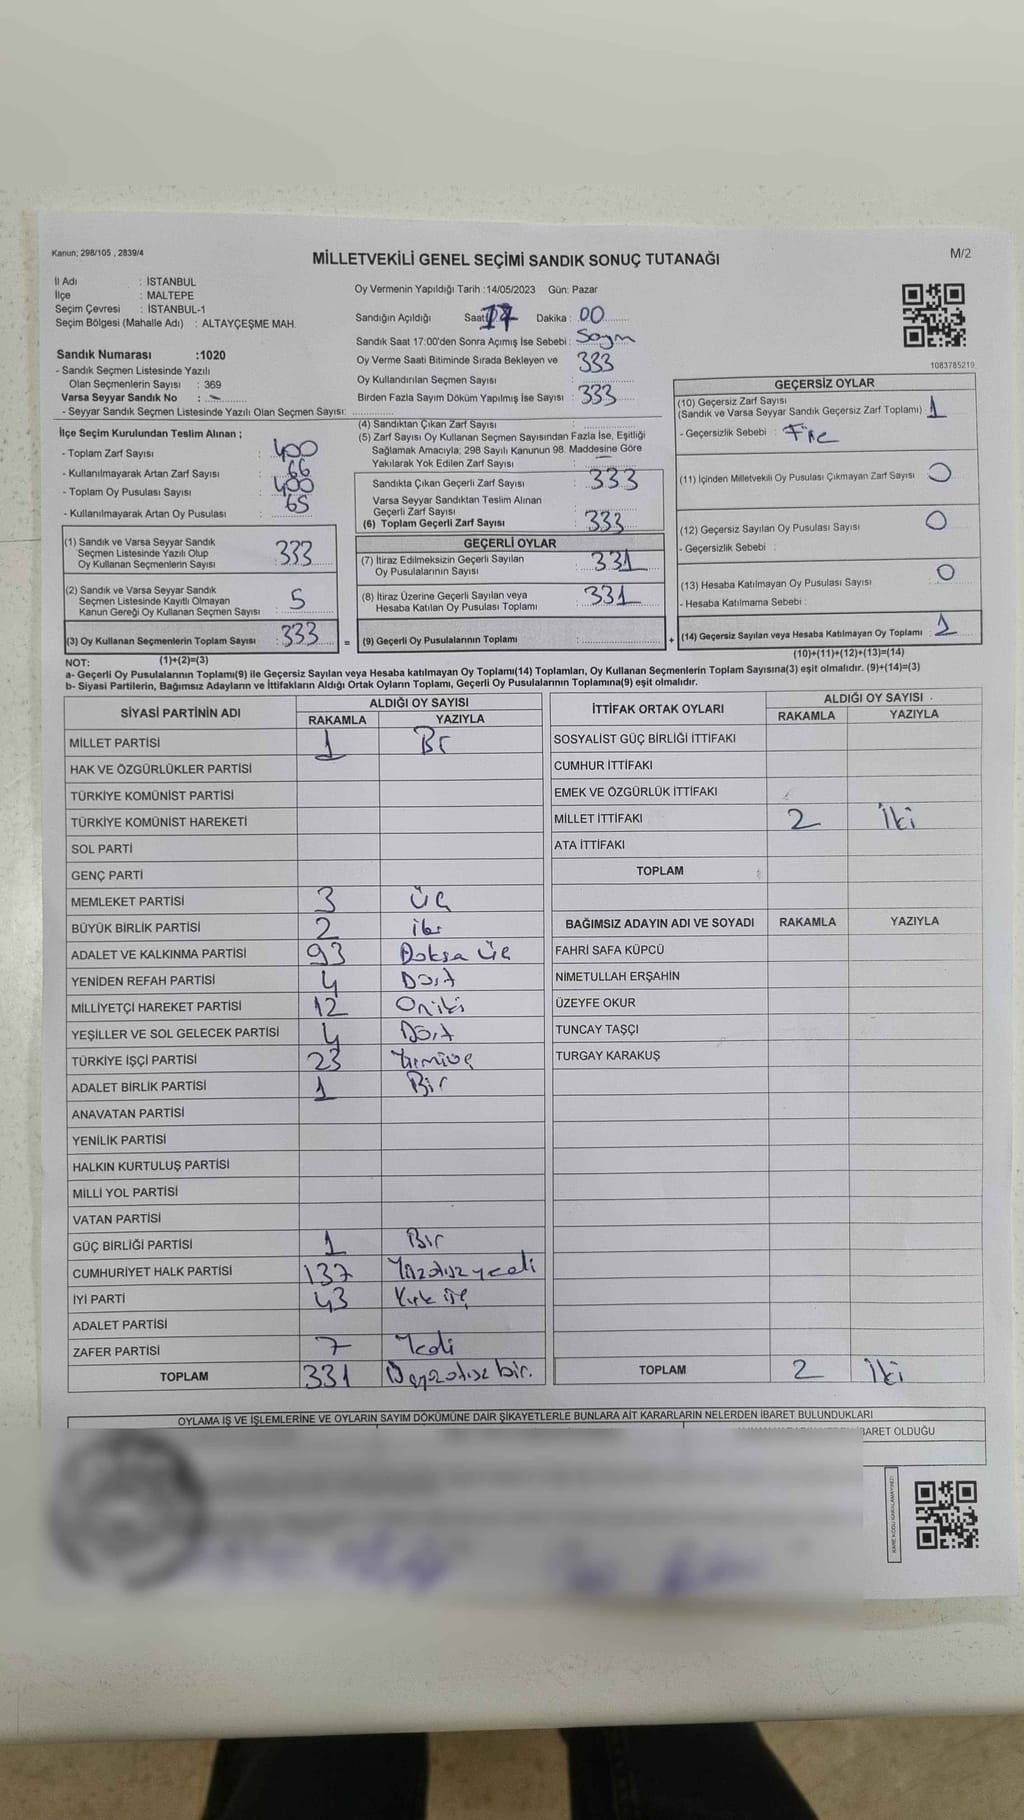 Kanun; 298/105 , 2839/4
MİLLETVEKİLİ GENEL SEÇİMİ SANDIK SONUÇ TUTANAĞI
M/2
İl Adı : İSTANBUL
İlçe : MALTEPE
Seçim Çevresi : İSTANBUL-1
Seçim Bölgesi (Mahalle Adı) : ALTAYÇEŞME MAH.
Sandık Numarası :1020
- Sandık Seçmen Listesinde Yazılı
Olan Seçmenlerin Sayısı : 369
Varsa Seyyar Sandık No : -
- Seyyar Sandık Seçmen Listesinde Yazılı Olan Seçmen Sayısı:
Oy Vermenin Yapıldığı Tarih :14/05/2023 Gün: Pazar
Sandığın Açıldığı Saat 17 Dakika : 00
Sandık Saat 17:00'den Sonra Açımış İse Sebebi :
Oy Verme Saati Bitiminde Sırada Bekleyen ve 333
Oy Kullandırılan Seçmen Sayısı :
Birden Fazla Sayım Döküm Yapılmış İse Sayısı : 333
1083785219
İlçe Seçim Kurulundan Teslim Alınan ;
- Toplam Zarf Sayısı : 400
- Kullanılmayarak Artan Zarf Sayısı : 66
- Toplam Oy Pusulası Sayısı : 400
- Kullanılmayarak Artan Oy Pusulası : 65
(4) Sandıktan Çıkan Zarf Sayısı :
(5) Zarf Sayısı Oy Kullanan Seçmen Sayısından Fazla İse, Eşitliği
Sağlamak Amacıyla; 298 Sayılı Kanunun 98. Maddesine Göre
Yakılarak Yok Edilen Zarf Sayısı :
Sandıkta Çıkan Geçerli Zarf Sayısı : 333
Varsa Seyyar Sandıktan Teslim Alınan
Geçerli Zarf Sayısı
(6) Toplam Geçerli Zarf Sayısı : 333
GEÇERSİZ OYLAR
(10) Geçersiz Zarf Sayısı
(Sandık ve Varsa Seyyar Sandık Geçersiz Zarf Toplamı) : 1
- Geçersizlik Sebebi : Fire
(11) İçinden Milletvekili Oy Pusulası Çıkmayan Zarf Sayısı : 0
(12) Geçersiz Sayılan Oy Pusulası Sayısı : 0
- Geçersizlik Sebebi :
(13) Hesaba Katılmayan Oy Pusulası Sayısı : 0
- Hesaba Katılmama Sebebi :
(1) Sandık ve Varsa Seyyar Sandık
Seçmen Listesinde Yazılı Olup
Oy Kullanan Seçmenlerin Sayısı : 333
(2) Sandık ve Varsa Seyyar Sandık
Seçmen Listesinde Kayıtlı Olmayan
Kanun Gereği Oy Kullanan Seçmen Sayısı : 5
GEÇERLİ OYLAR
(7) İtiraz Edilmeksizin Geçerli Sayılan
Oy Pusulalarının Sayısı : 331
(8) İtiraz Üzerine Geçerli Sayılan veya
Hesaba Katılan Oy Pusulası Toplamı : 331
(3) Oy Kullanan Seçmenlerin Toplam Sayısı : 333 = (9) Geçerli Oy Pusulalarının Toplamı : + (14) Geçersiz Sayılan veya Hesaba Katılmayan Oy Toplamı : 1
NOT: (1)+(2)=(3) (10)+(11)+(12)+(13)=(14)
a- Geçerli Oy Pusulalarının Toplamı(9) ile Geçersiz Sayılan veya Hesaba katılmayan Oy Toplamı(14) Toplamları, Oy Kullanan Seçmenlerin Toplam Sayısına(3) eşit olmalıdır. (9)+(14)=(3)
b- Siyasi Partilerin, Bağımsız Adayların ve İttifakların Aldığı Ortak Oyların Toplamı, Geçerli Oy Pusulalarının Toplamına(9) eşit olmalıdır.
SİYASİ PARTİNİN ADI ALDIĞI OY SAYISI
RAKAMLA YAZIYLA
MİLLET PARTİSİ 1 Bir
HAK VE ÖZGÜRLÜKLER PARTİSİ
TÜRKİYE KOMÜNİST PARTİSİ
TÜRKİYE KOMÜNİST HAREKETİ
SOL PARTİ
GENÇ PARTİ
MEMLEKET PARTİSİ 3 Üç
BÜYÜK BİRLİK PARTİSİ 2 iki
ADALET VE KALKINMA PARTİSİ 93 Doksa üç
YENİDEN REFAH PARTİSİ 4 Dört
MİLLİYETÇİ HAREKET PARTİSİ 12 Oniki
YEŞİLLER VE SOL GELECEK PARTİSİ 4 Dört
TÜRKİYE İŞÇİ PARTİSİ 23 Yirmiüç
ADALET BİRLİK PARTİSİ 1 Bir
ANAVATAN PARTİSİ
YENİLİK PARTİSİ
HALKIN KURTULUŞ PARTİSİ
MİLLİ YOL PARTİSİ
VATAN PARTİSİ
GÜÇ BİRLİĞİ PARTİSİ 1 Bir
CUMHURİYET HALK PARTİSİ 137 Yüzotuzyedi
İYİ PARTİ 43 Kırk üç
ADALET PARTİSİ
ZAFER PARTİSİ 7 Yedi
TOPLAM 331 bir.
İTTİFAK ORTAK OYLARI ALDIĞI OY SAYISI
RAKAMLA YAZIYLA
SOSYALİST GÜÇ BİRLİĞİ İTTİFAKI
CUMHUR İTTİFAKI
EMEK VE ÖZGÜRLÜK İTTİFAKI
MİLLET İTTİFAKI 2 İki
ATA İTTİFAKI
TOPLAM
BAĞIMSIZ ADAYIN ADI VE SOYADI RAKAMLA YAZIYLA
FAHRİ SAFA KÜPCÜ
NİMETULLAH ERŞAHİN
ÜZEYFE OKUR
TUNCAY TAŞÇI
TURGAY KARAKUŞ
TOPLAM 2 İki
OYLAMA İŞ VE İŞLEMLERİNE VE OYLARIN SAYIM DÖKÜMÜNE DAİR ŞİKAYETLERLE BUNLARA AİT KARARLARIN NELERDEN İBARET BULUNDUKLARI
OLDUĞU